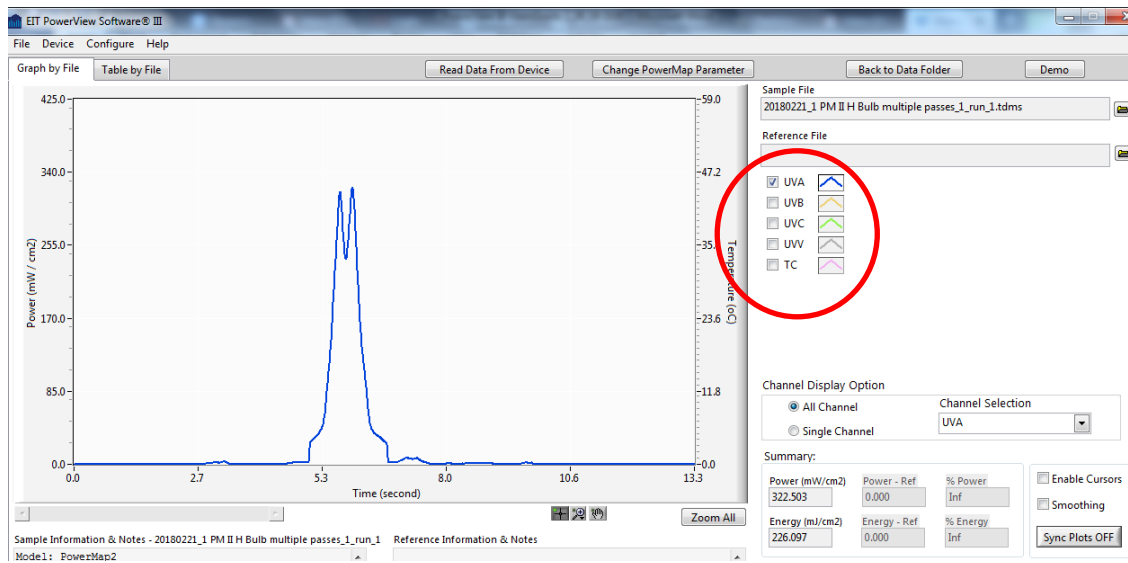 EIT PowerView Software® III
File Device Configure Help
Graph by File Table by File Read Data From Device Change PowerMap Parameter Back to Data Folder Demo
Sample File
20180221_1 PM II H Bulb multiple passes_1_run_1.tdms
Reference File
UVA
UVB
UVC
UVV
TC
425.0
340.0
255.0
170.0
85.0
0.0
Power (mW / cm2)
59.0
47.2
35.
23.6
11.8
0.0
Temperature (oC)
0.0 2.7 5.3 8.0 10.6 13.3
Time (second)
Zoom All
Channel Display Option
All Channel
Single Channel
Channel Selection
UVA
Summary:
Power (mW/cm2) Power - Ref % Power
322.503 0.000 Inf
Energy (mJ/cm2) Energy - Ref % Energy
226.097 0.000 Inf
Enable Cursors
Smoothing
Sync Plots OFF
Sample Information & Notes - 20180221_1 PM II H Bulb multiple passes_1_run_1 Reference Information & Notes
Model: PowerMap2